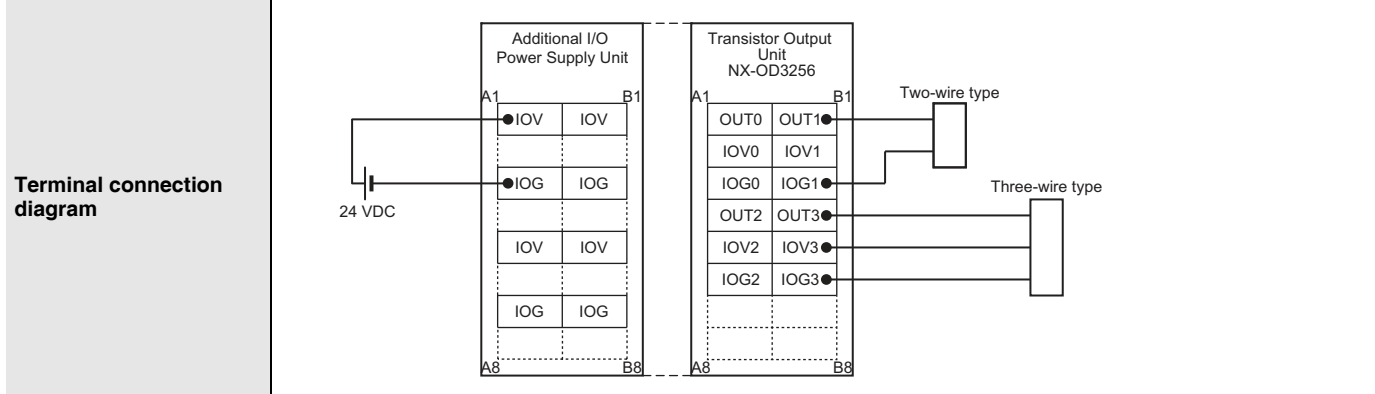 Terminal connection
diagram
Additional I/O
Power Supply Unit
A1 B1
IOV IOV
IOG IOG
IOV IOV
IOG IOG
A8 B8
24 VDC
Transistor Output
Unit
NX-OD3256
A1 B1
OUT0 OUT1
IOV0 IOV1
IOG0 IOG1
OUT2 OUT3
IOV2 IOV3
IOG2 IOG3
A8 B8
Two-wire type
Three-wire type